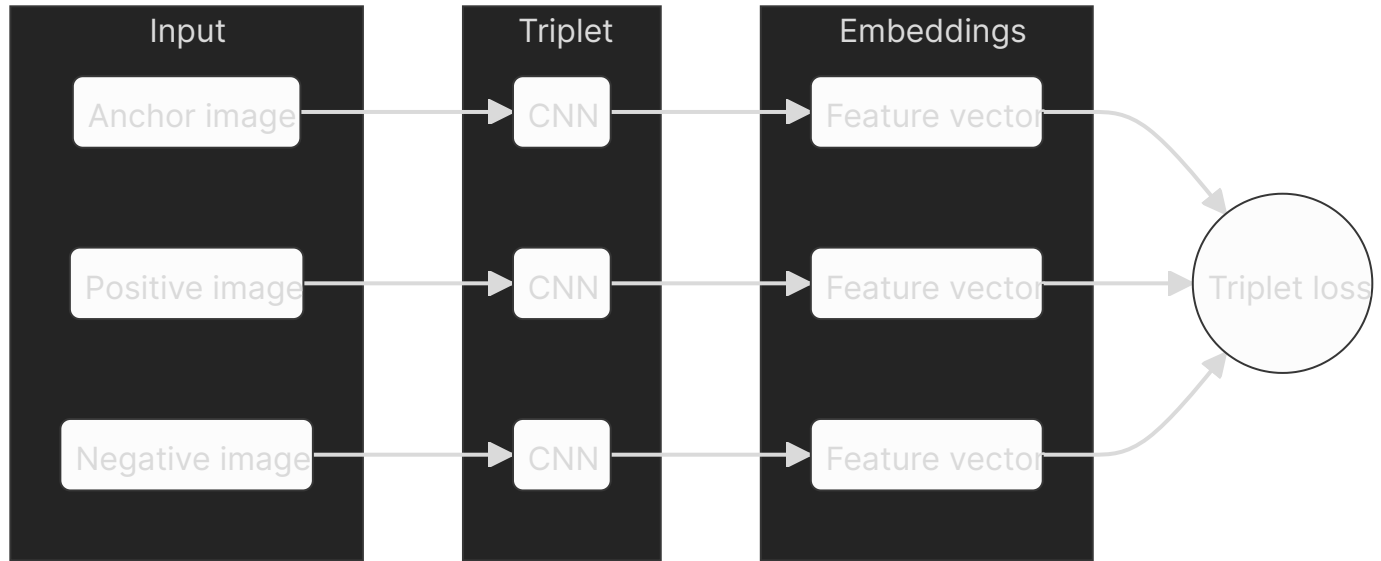 Input
Triplet
Embeddings
Anchor image
CNN
Feature vector
Positive image
CNN
Feature vector
Triplet loss
Negative image
CNN
Feature vector